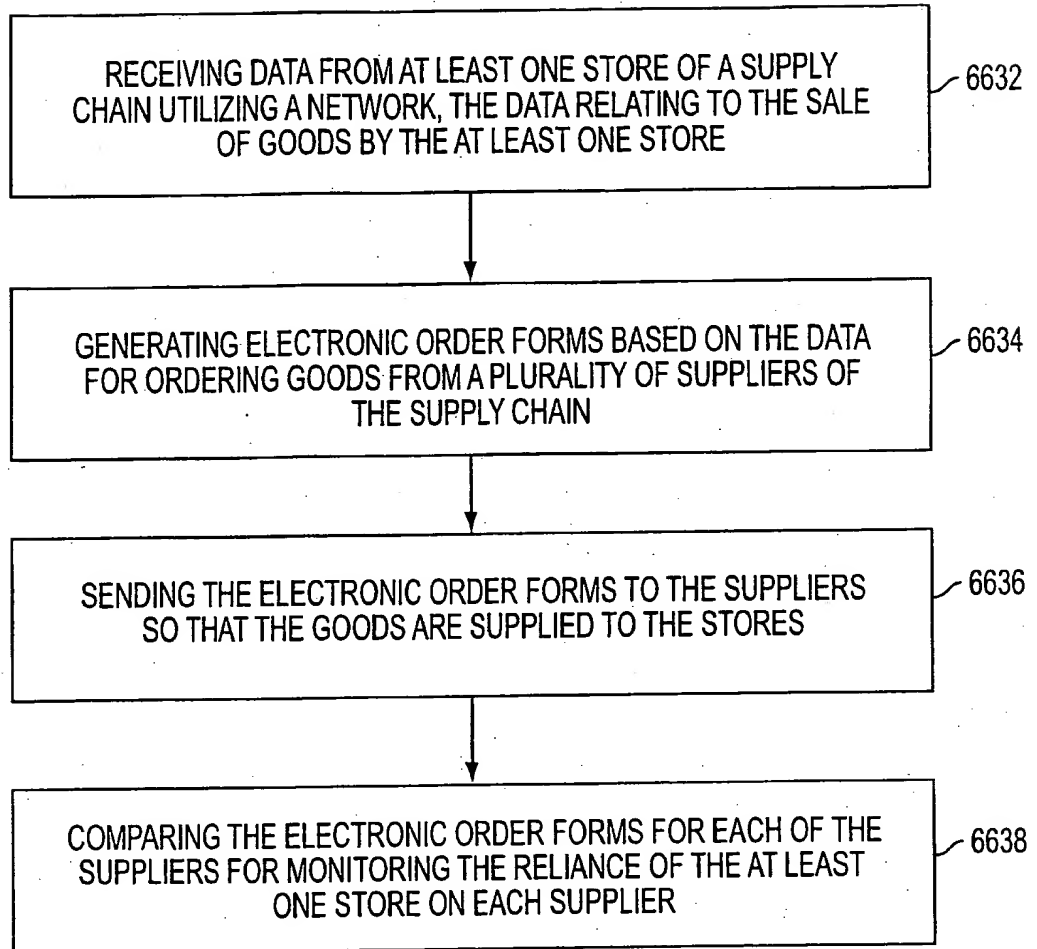 RECEIVING DATA FROM AT LEAST ONE STORE OF A SUPPLY
CHAIN UTILIZING A NETWORK, THE DATA RELATING TO THE SALE
OF GOODS BY THE AT LEAST ONE STORE
6632
GENERATING ELECTRONIC ORDER FORMS BASED ON THE DATA
FOR ORDERING GOODS FROM A PLURALITY OF SUPPLIERS OF
THE SUPPLY CHAIN
6634
SENDING THE ELECTRONIC ORDER FORMS TO THE SUPPLIERS
SO THAT THE GOODS ARE SUPPLIED TO THE STORES
6636
COMPARING THE ELECTRONIC ORDER FORMS FOR EACH OF THE
SUPPLIERS FOR MONITORING THE RELIANCE OF THE AT LEAST
ONE STORE ON EACH SUPPLIER
6638